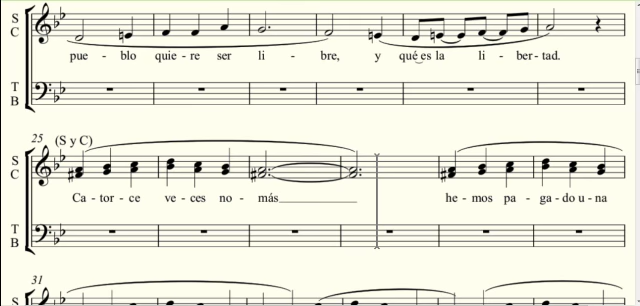 S
C
pue - blo quie - re ser li - bre, y qué es la li - ber - tad.
T
B
25 (S y C)
S
C
Ca - tor - ce ve - ces no - más he - mos pa - ga - do u - na
T
B
31
S